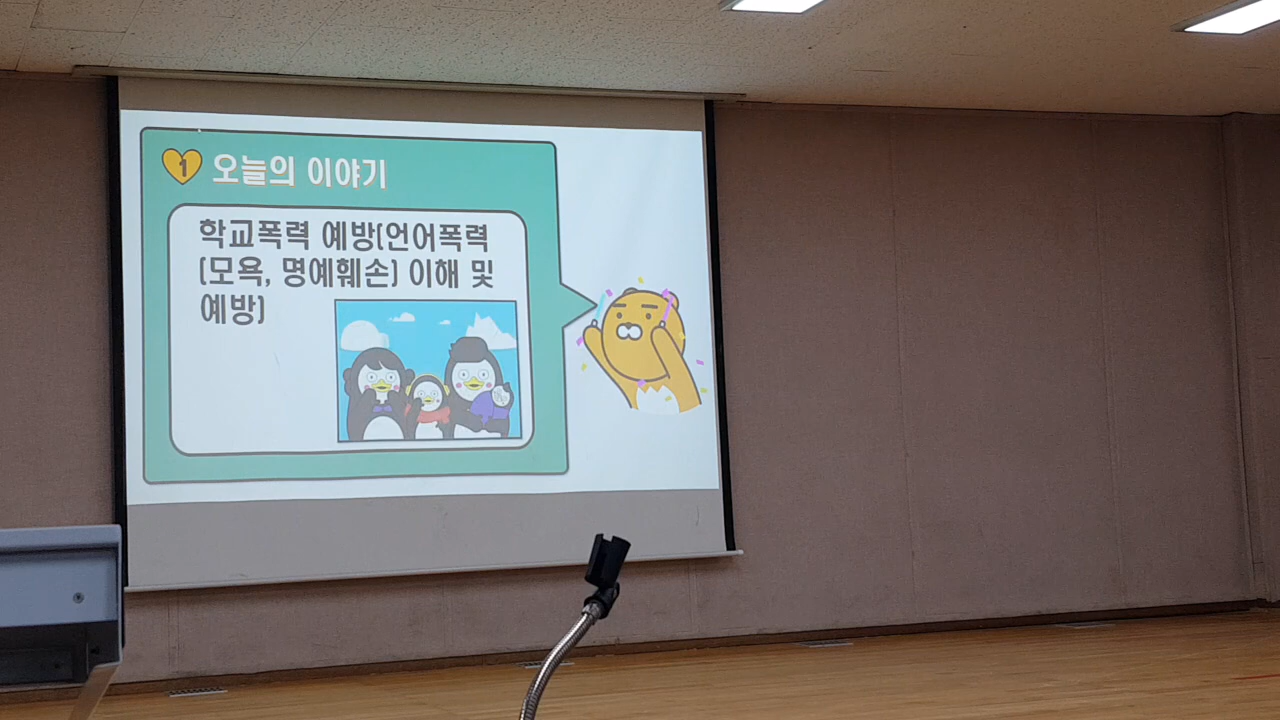 1 오늘의 이야기
학교폭력 예방(언어폭력
(모욕, 명예훼손) 이해 및
예방)